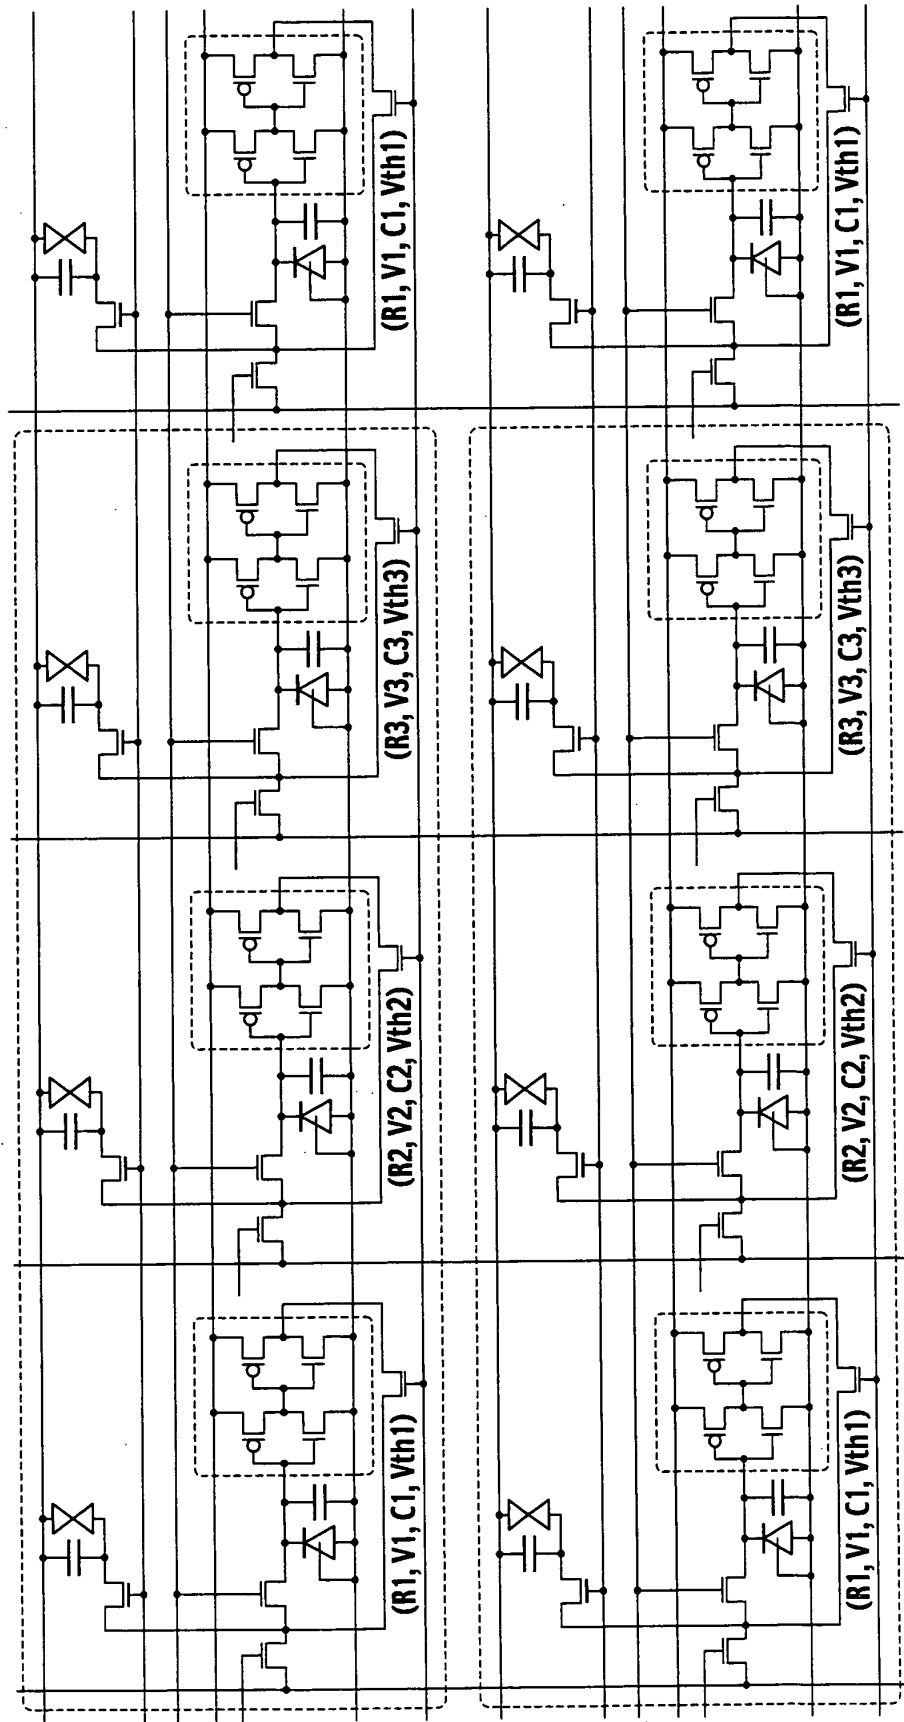 (R1, V1, C1, Vth1)
(R2, V2, C2, Vth2)
(R3, V3, C3, Vth3)
(R1, V1, C1, Vth1)
(R1, V1, C1, Vth1)
(R2, V2, C2, Vth2)
(R3, V3, C3, Vth3)
(R1, V1, C1, Vth1)